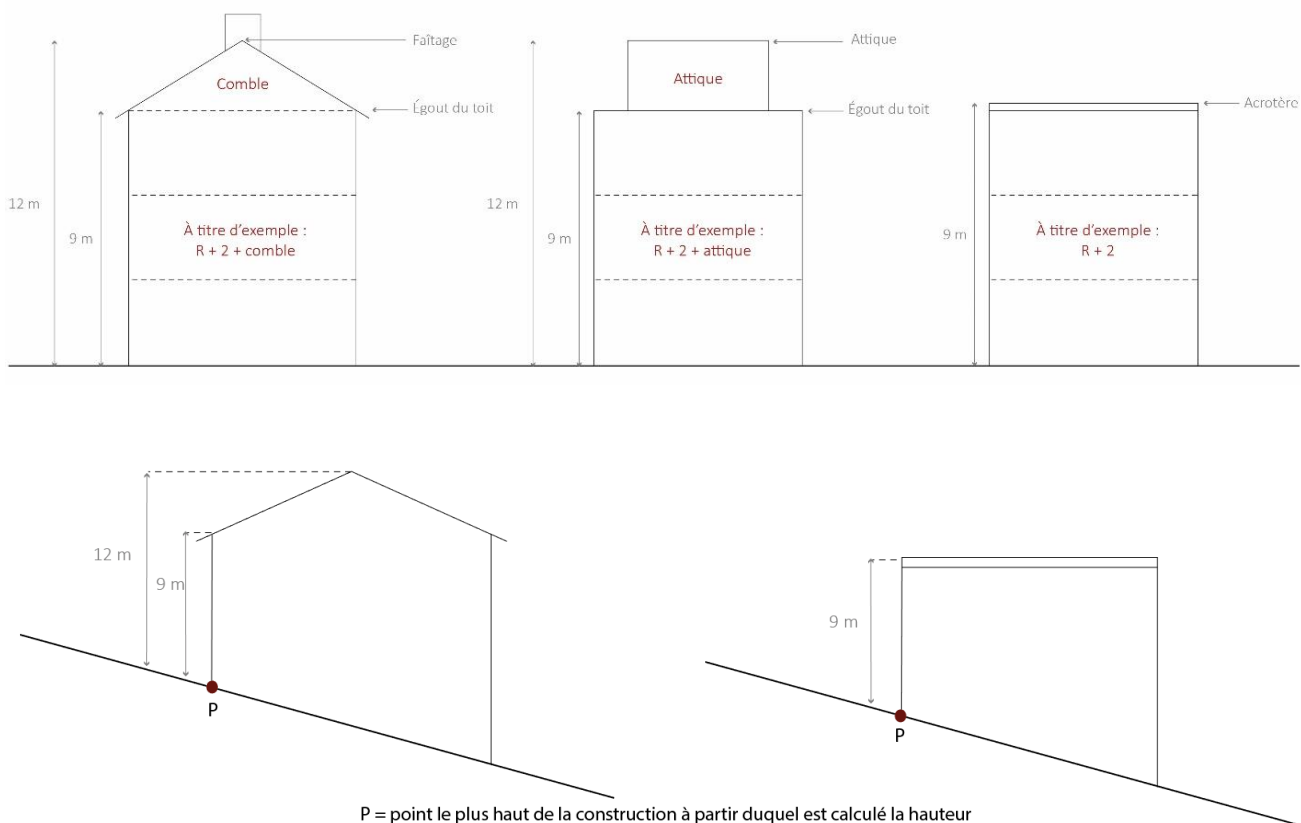 Faîtage
Comble
Égout du toit
12 m
9 m
À titre d'exemple :
R + 2 + comble
Attique
Attique
Égout du toit
12 m
9 m
À titre d'exemple :
R + 2 + attique
Acrotère
9 m
À titre d'exemple :
R + 2
12 m
9 m
P
9 m
P
P = point le plus haut de la construction à partir duquel est calculé la hauteur